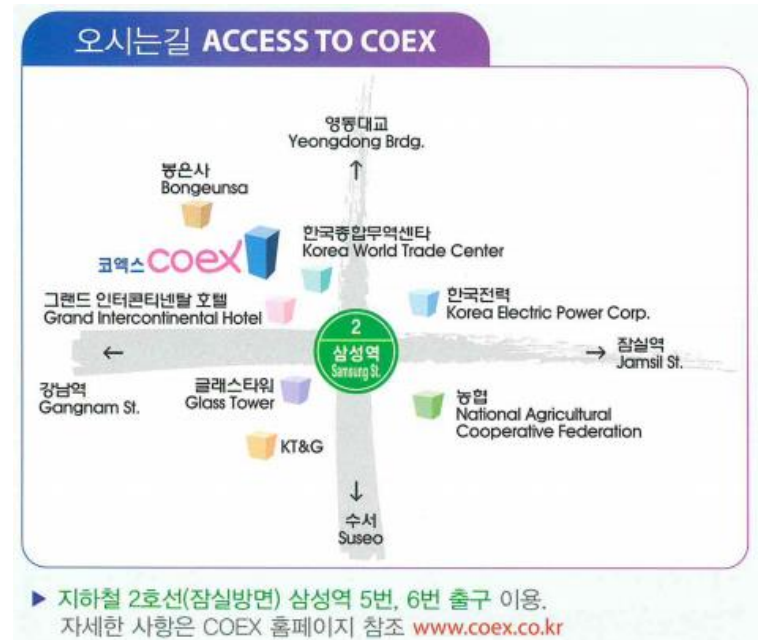 오시는길 ACCESS TO COEX
영동대교
Yeongdong Brdg.
↑
봉은사
Bongeunsa
코엑스 coex
한국종합무역센타
Korea World Trade Center
그랜드 인터콘티넨탈 호텔
Grand Intercontinental Hotel
한국전력
Korea Electric Power Corp.
2
삼성역
Samsung St.
←
강남역
Gangnam St.
→ 잠실역
Jamsil St.
글래스타워
Glass Tower
농협
National Agricultural
Cooperative Federation
KT&G
↓
수서
Suseo
▶ 지하철 2호선(잠실방면) 삼성역 5번, 6번 출구 이용.
자세한 사항은 COEX 홈페이지 참조 www.coex.co.kr